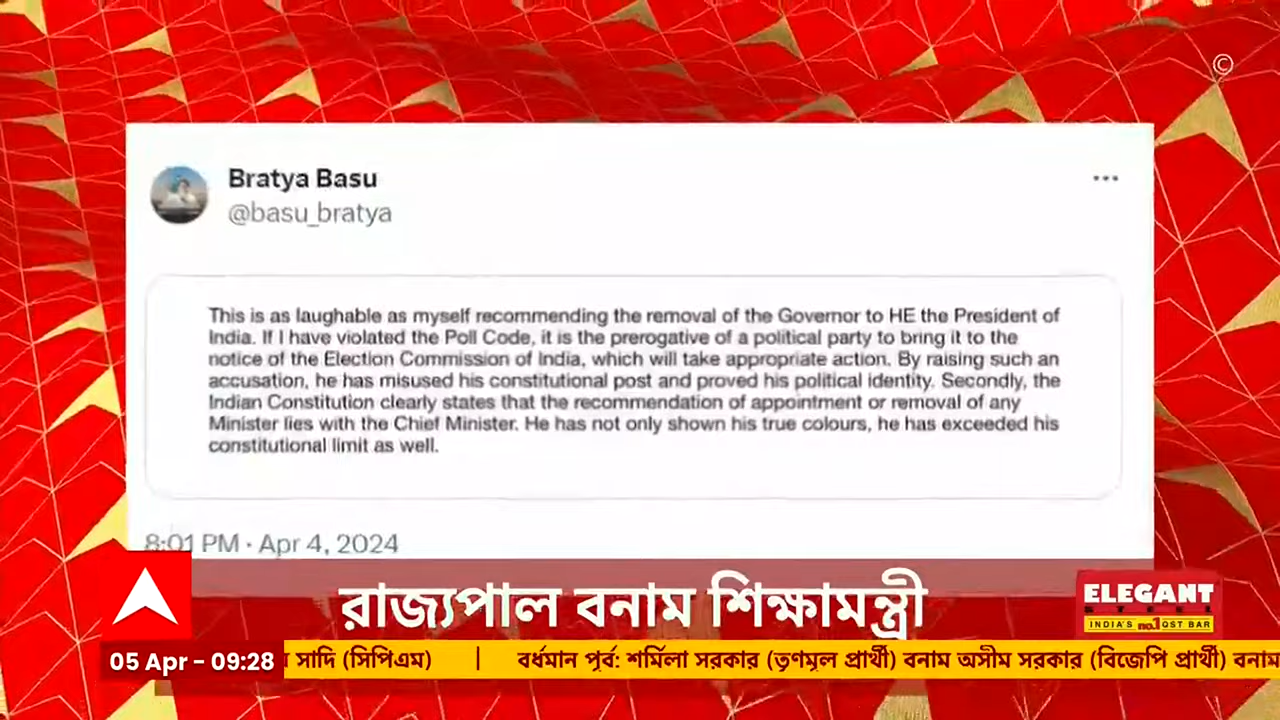 ©
Bratya Basu
@basu_bratya
This is as laughable as myself recommending the removal of the Governor to HE the President of
India. If I have violated the Poll Code, it is the prerogative of a political party to bring it to the
notice of the Election Commission of India, which will take appropriate action. By raising such an
accusation, he has misused his constitutional post and proved his political identity. Secondly, the
Indian Constitution clearly states that the recommendation of appointment or removal of any
Minister lies with the Chief Minister. He has not only shown his true colours, he has exceeded his
constitutional limit as well.
8:01 PM · Apr 4, 2024
রাজ্যপাল বনাম শিক্ষামন্ত্রী
ELEGANT
STEEL
INDIA'S no.1 QST BAR
05 Apr - 09:28
সাদি (সিপিএম) | বর্ধমান পূর্ব: শর্মিলা সরকার (তৃণমূল প্রার্থী) বনাম অসীম সরকার (বিজেপি প্রার্থী) বনাম